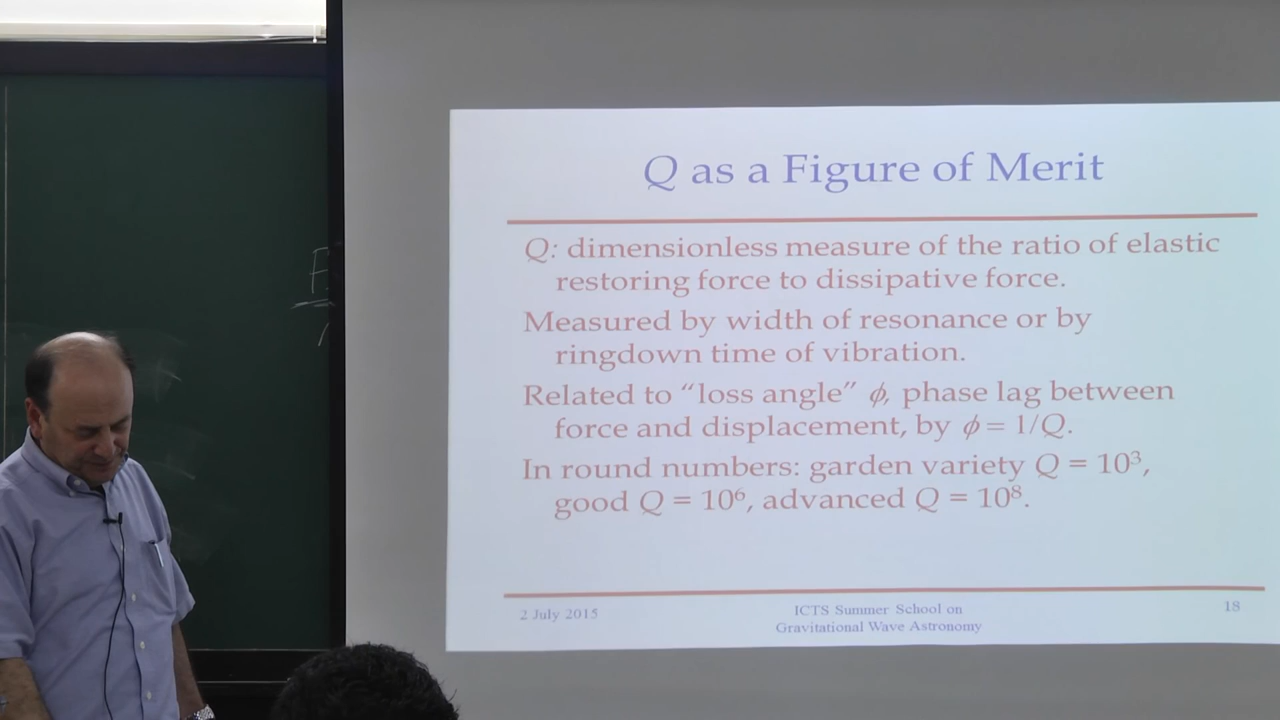 Q as a Figure of Merit
Q: dimensionless measure of the ratio of elastic
restoring force to dissipative force.
Measured by width of resonance or by
ringdown time of vibration.
Related to “loss angle” ϕ, phase lag between
force and displacement, by ϕ = 1/Q.
In round numbers: garden variety Q = 10³,
good Q = 10⁶, advanced Q = 10⁸.
2 July 2015
ICTS Summer School on
Gravitational Wave Astronomy
18